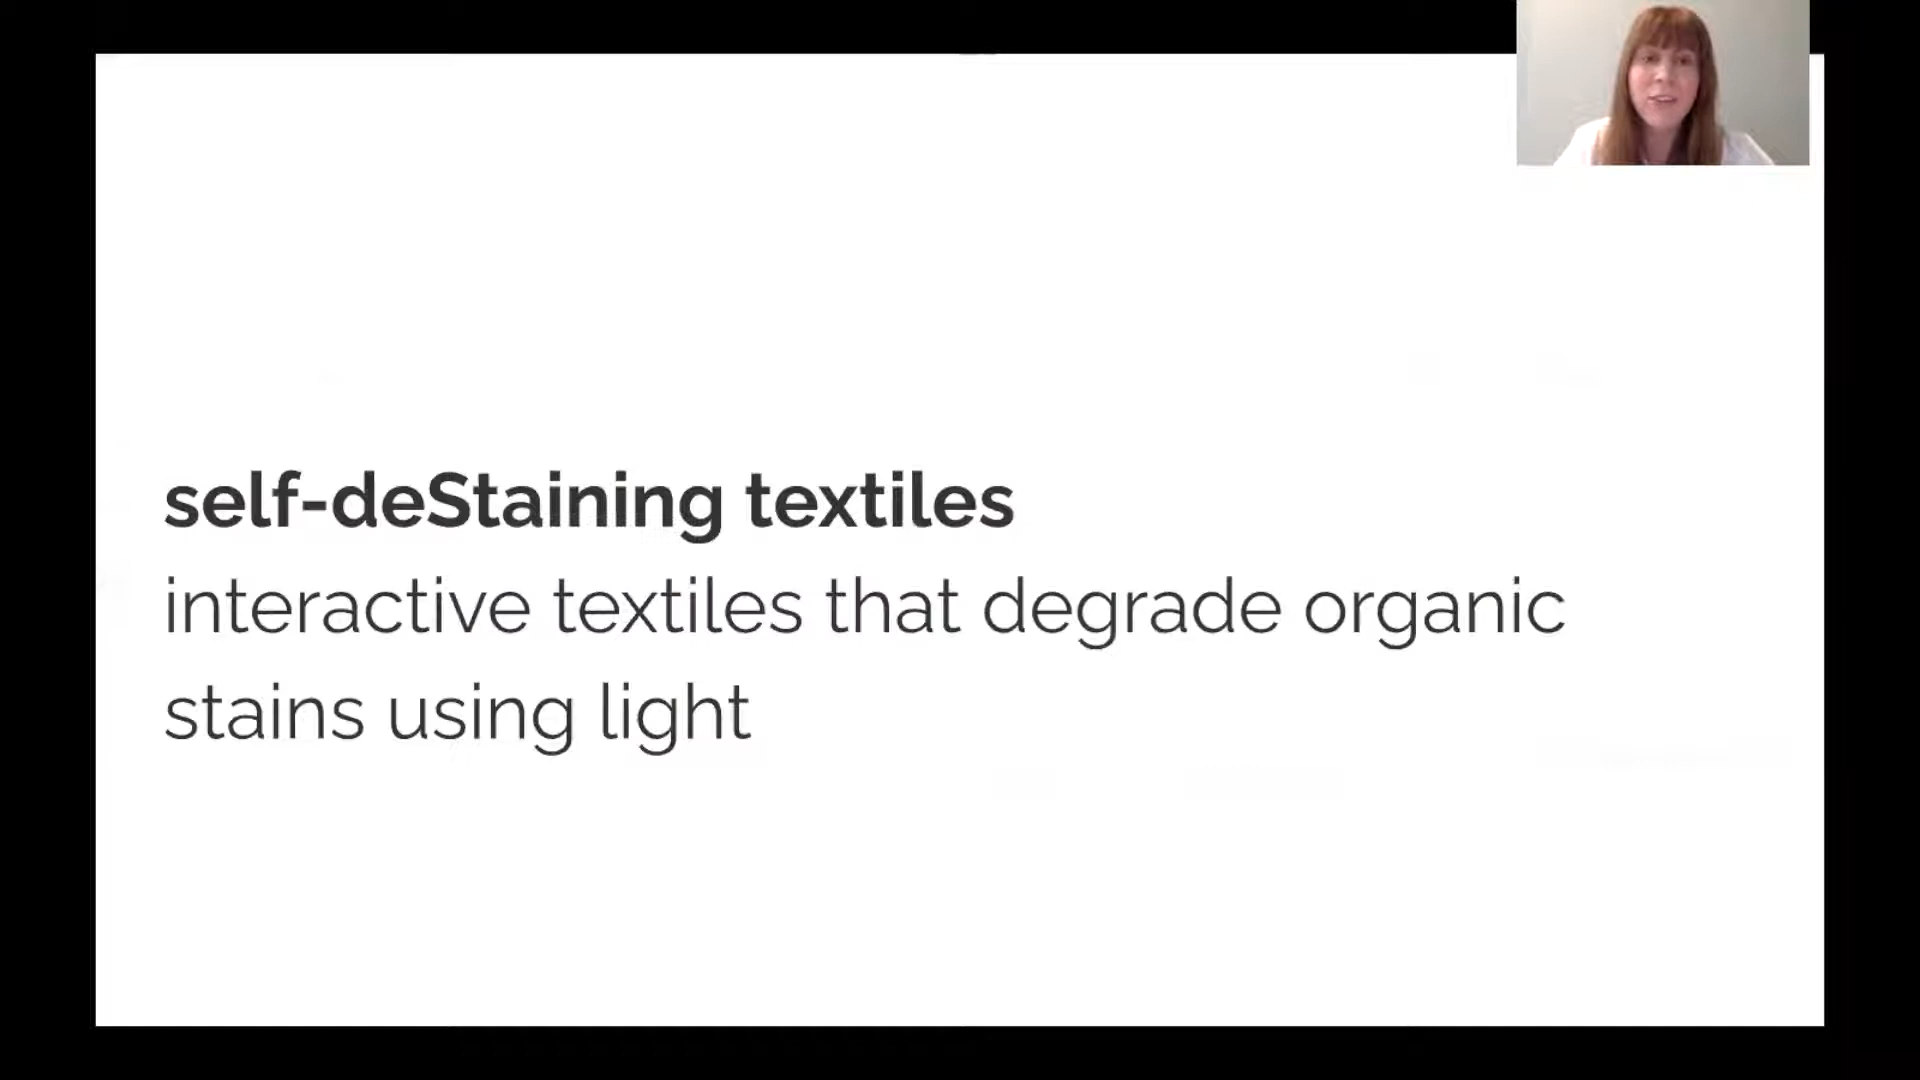 self-deStaining textiles
interactive textiles that degrade organic
stains using light